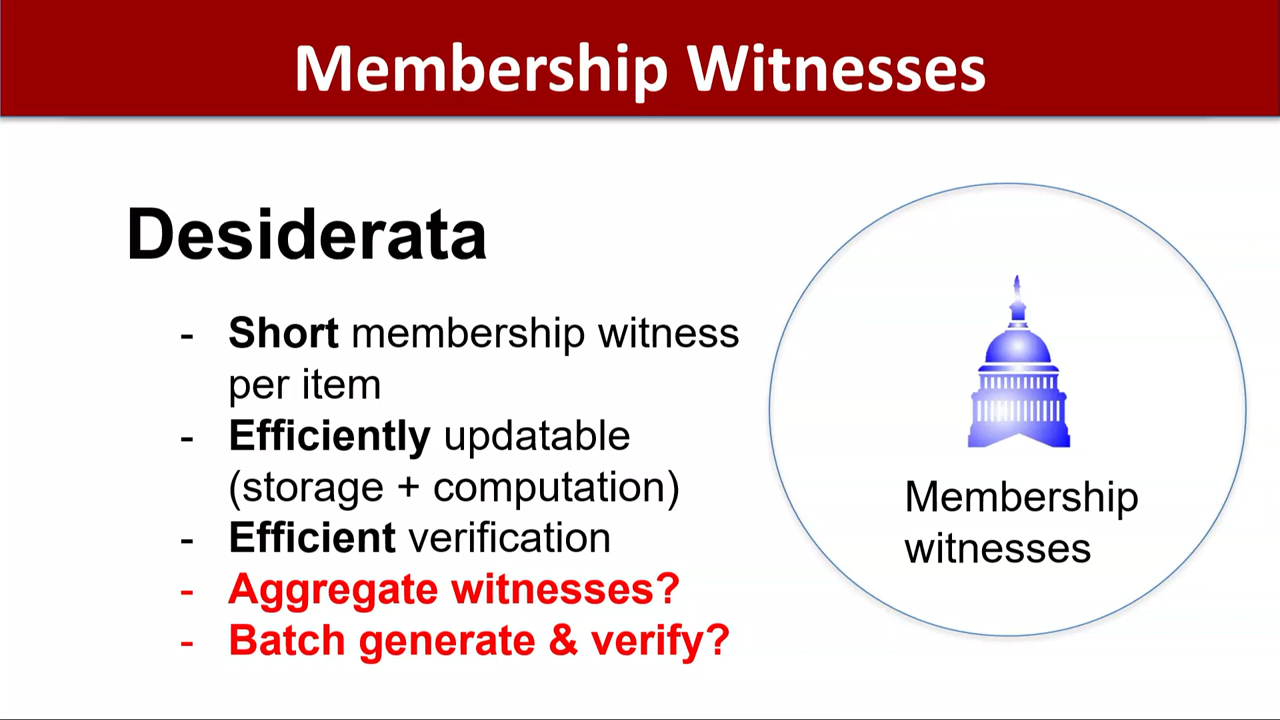 Membership Witnesses
Desiderata
- Short membership witness
per item
- Efficiently updatable
(storage + computation)
- Efficient verification
- Aggregate witnesses?
- Batch generate & verify?
Membership
witnesses